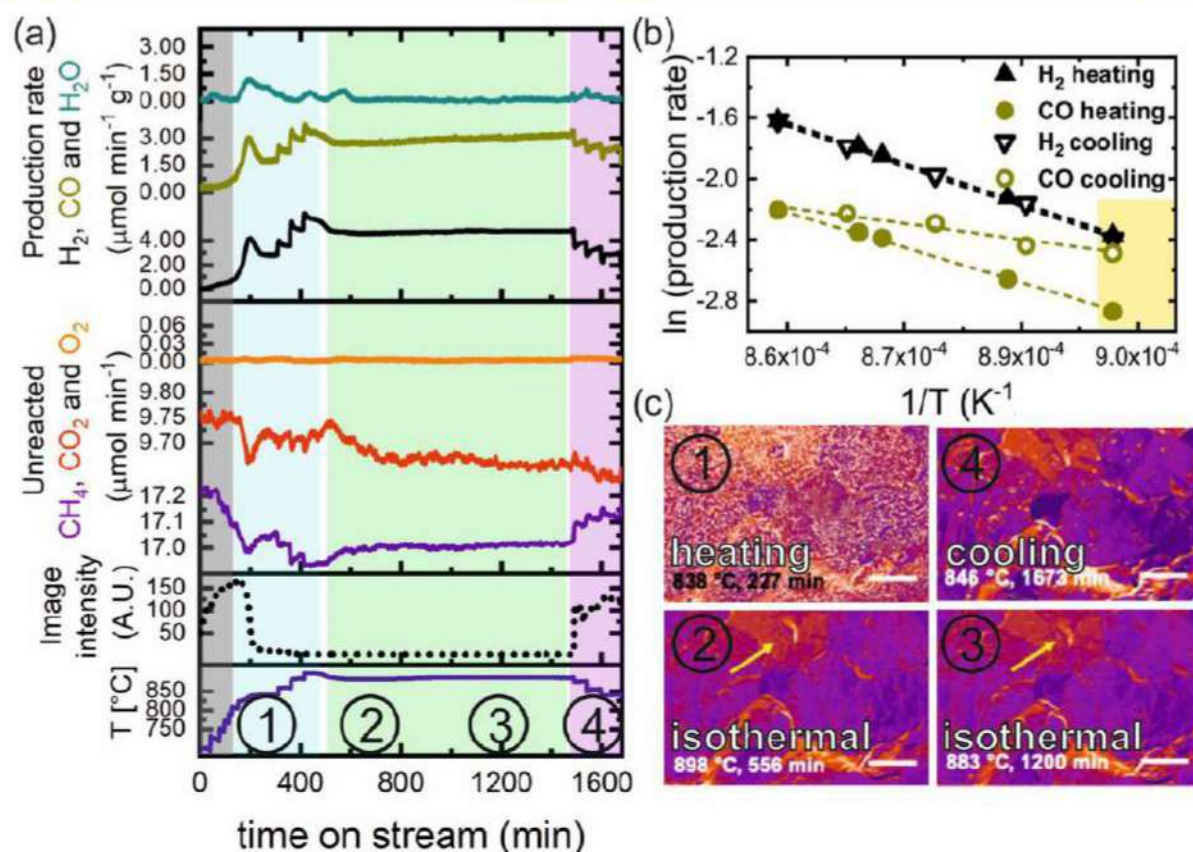 (a)
Production rate
H₂, CO and H₂O
(μmol min⁻¹ g⁻¹)
3.00
1.50
0.00
3.00
1.50
0.00
4.00
2.00
0.00
Unreacted
CH₄, CO₂ and O₂
(μmol min⁻¹)
0.06
0.03
0.00
9.80
9.75
9.70
17.2
17.1
17.0
Image
intensity
(A.U.)
150
100
50
T [°C]
850
800
750
1 2 3 4
0 400 800 1200 1600
time on stream (min)
(b)
ln (production rate)
-1.2
-1.6
-2.0
-2.4
-2.8
H₂ heating
CO heating
H₂ cooling
CO cooling
8.6x10⁻⁴ 8.7x10⁻⁴ 8.9x10⁻⁴ 9.0x10⁻⁴
1/T (K⁻¹
(c)
1
heating
838 °C, 227 min
4
cooling
846 °C, 1673 min
2
isothermal
898 °C, 556 min
3
isothermal
883 °C, 1200 min